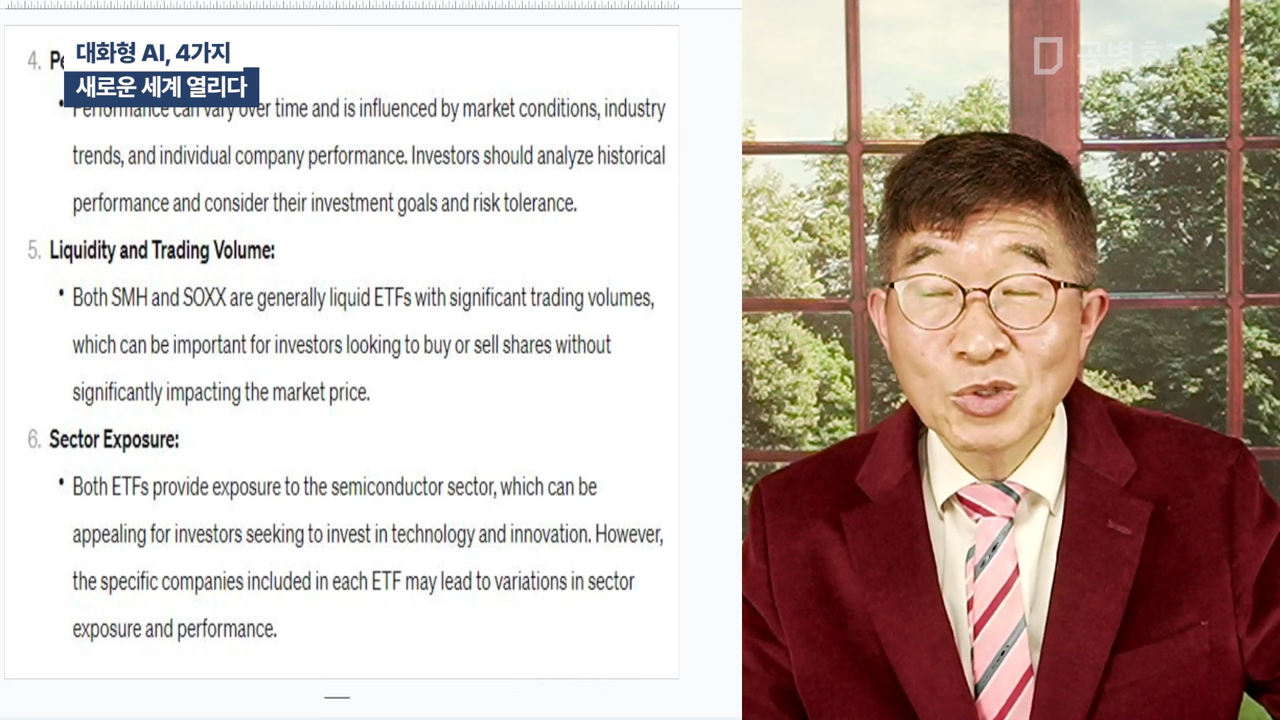 대화형 AI, 4가지
새로운 세계 열리다
공병호TV
4.
Performance can vary over time and is influenced by market conditions, industry
trends, and individual company performance. Investors should analyze historical
performance and consider their investment goals and risk tolerance.
5. Liquidity and Trading Volume:
• Both SMH and SOXX are generally liquid ETFs with significant trading volumes,
which can be important for investors looking to buy or sell shares without
significantly impacting the market price.
6. Sector Exposure:
• Both ETFs provide exposure to the semiconductor sector, which can be
appealing for investors seeking to invest in technology and innovation. However,
the specific companies included in each ETF may lead to variations in sector
exposure and performance.